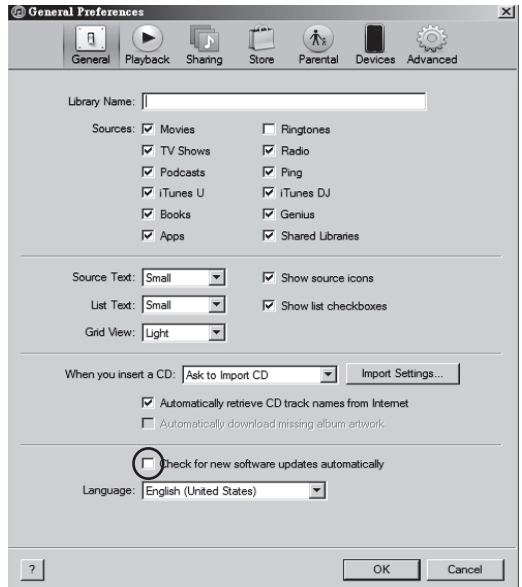 General Preferences
General Playback Sharing Store Parental Devices Advanced
Library Name:
Sources: Movies Ringtones
TV Shows Radio
Podcasts Ping
iTunes U iTunes DJ
Books Genius
Apps Shared Libraries
Source Text: Small Show source icons
List Text: Small Show list checkboxes
Grid View: Light
When you insert a CD: Ask to Import CD Import Settings...
Automatically retrieve CD track names from Internet
Automatically download missing album artwork
Check for new software updates automatically
Language: English (United States)
? OK Cancel